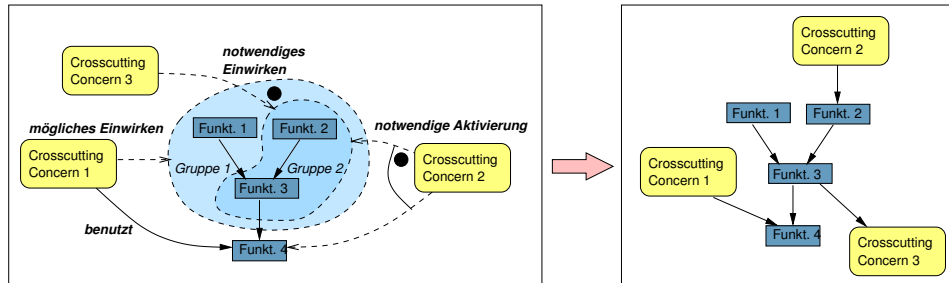 notwendiges
Einwirken
Crosscutting
Concern 3
mögliches Einwirken
Funkt. 1
Funkt. 2
notwendige Aktivierung
Crosscutting
Concern 1
Gruppe 1
Gruppe 2
Funkt. 3
Crosscutting
Concern 2
benutzt
Funkt. 4
Crosscutting
Concern 2
Funkt. 1
Funkt. 2
Crosscutting
Concern 1
Funkt. 3
Funkt. 4
Crosscutting
Concern 3